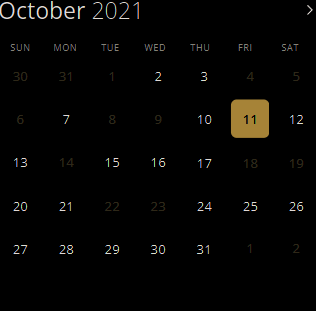 October 2021
SUN MON TUE WED THU FRI SAT
30 31 1 2 3 4 5
6 7 8 9 10 11 12
13 14 15 16 17 18 19
20 21 22 23 24 25 26
27 28 29 30 31 1 2